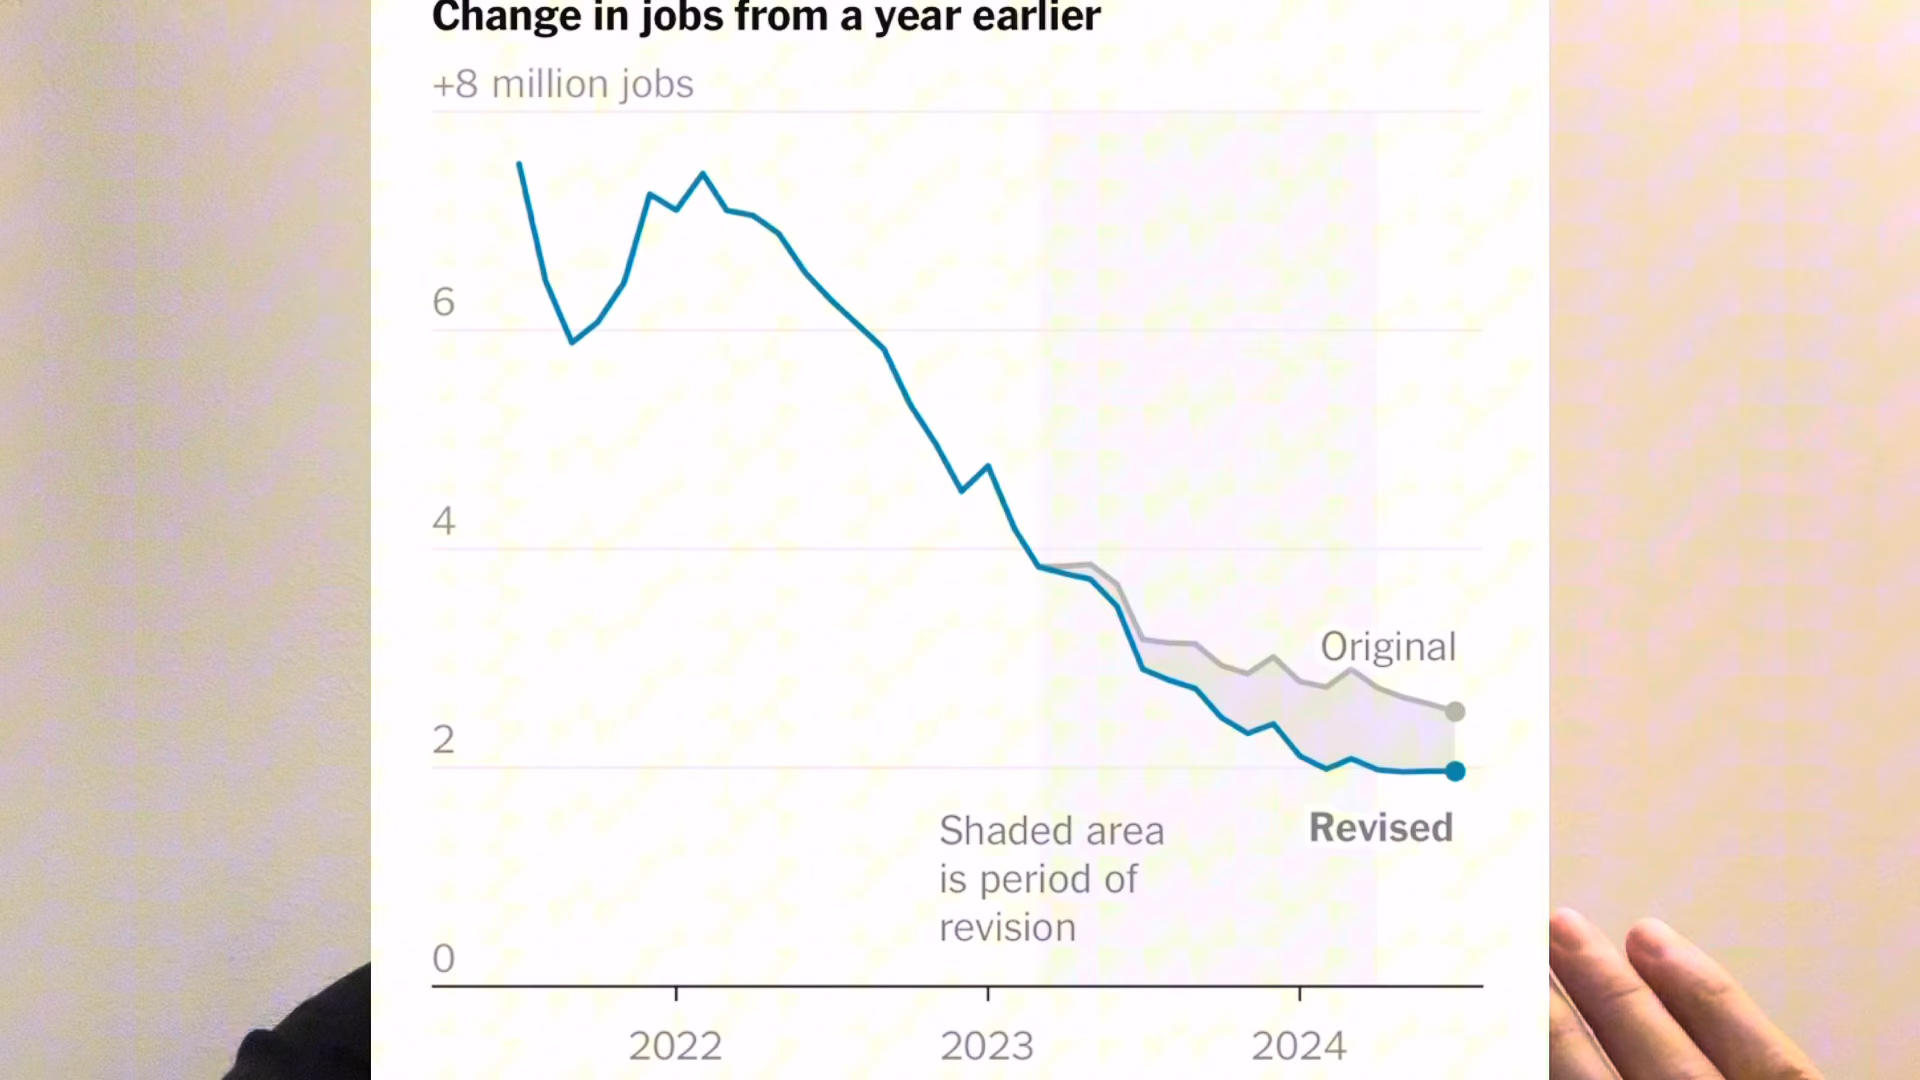 Change in jobs from a year earlier
+8 million jobs
6
4
Original
2
Revised
Shaded area
is period of
revision
0
2022 2023 2024